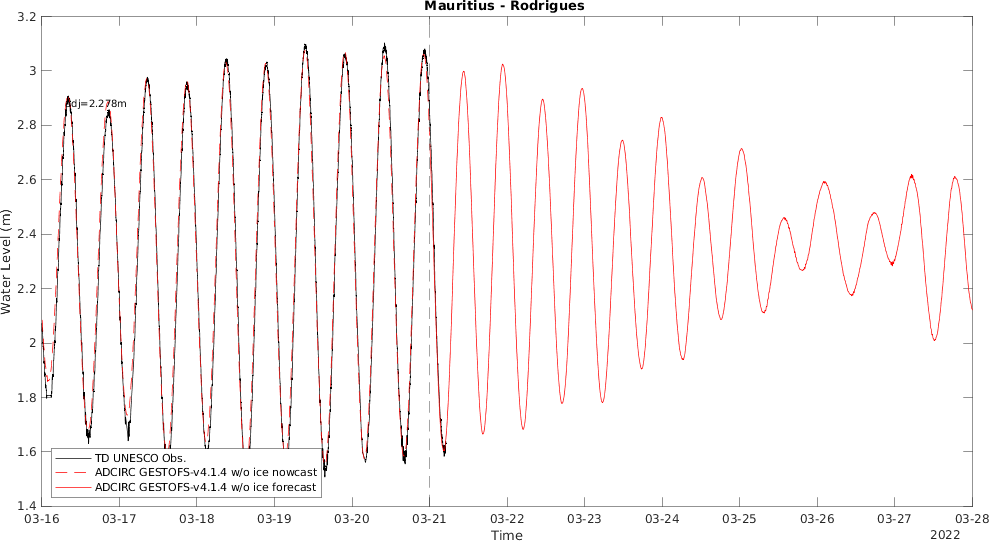 Mauritius - Rodrigues
3.2
3
2.8
2.6
2.4
2.2
2
1.8
1.6
1.4
Water Level (m)
adj=2.278m
TD UNESCO Obs.
ADCIRC GESTOFS-v4.1.4 w/o ice nowcast
ADCIRC GESTOFS-v4.1.4 w/o ice forecast
03-16 03-17 03-18 03-19 03-20 03-21 03-22 03-23 03-24 03-25 03-26 03-27 03-28
Time
2022